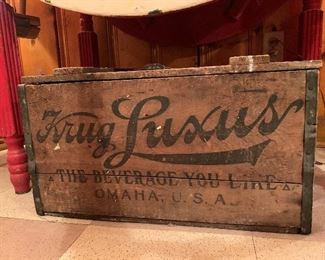 Krug Luxus
THE BEVERAGE YOU LIKE
OMAHA, U.S.A.